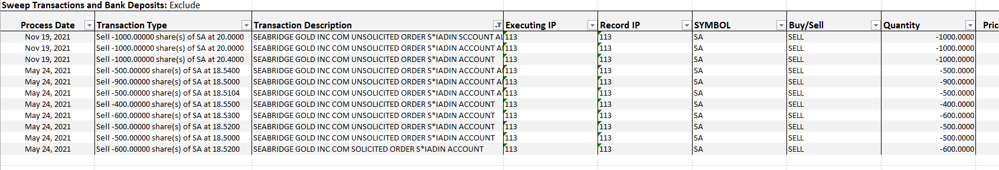 Sweep Transactions and Bank Deposits: Exclude
Process Date Transaction Type Transaction Description Executing IP Record IP SYMBOL Buy/Sell Quantity Pric
Nov 19, 2021 Sell -1000.00000 share(s) of SA at 20.0000 SEABRIDGE GOLD INC COM UNSOLICITED ORDER S*IADIN SCCOUNT AL 113 113 SA SELL -1000.0000
Nov 19, 2021 Sell -1000.00000 share(s) of SA at 20.0000 SEABRIDGE GOLD INC COM UNSOLICITED ORDER S*IADIN ACCOUNT A 113 113 SA SELL -1000.0000
Nov 19, 2021 Sell -1000.00000 share(s) of SA at 20.4000 SEABRIDGE GOLD INC COM UNSOLICITED ORDER S*IADIN ACCOUNT 113 113 SA SELL -1000.0000
May 24, 2021 Sell -500.00000 share(s) of SA at 18.5400 SEABRIDGE GOLD INC COM UNSOLICITED ORDER S*IADIN ACCOUNT A 113 113 SA SELL -500.0000
May 24, 2021 Sell -900.00000 share(s) of SA at 18.5000 SEABRIDGE GOLD INC COM UNSOLICITED ORDER S*IADIN ACCOUNT A 113 113 SA SELL -900.0000
May 24, 2021 Sell -500.00000 share(s) of SA at 18.5104 SEABRIDGE GOLD INC COM UNSOLICITED ORDER S*IADIN ACCOUNT A 113 113 SA SELL -500.0000
May 24, 2021 Sell -400.00000 share(s) of SA at 18.5500 SEABRIDGE GOLD INC COM UNSOLICITED ORDER S*IADIN ACCOUNT 113 113 SA SELL -400.0000
May 24, 2021 Sell -600.00000 share(s) of SA at 18.5300 SEABRIDGE GOLD INC COM UNSOLICITED ORDER S*IADIN ACCOUNT 113 113 SA SELL -600.0000
May 24, 2021 Sell -500.00000 share(s) of SA at 18.5200 SEABRIDGE GOLD INC COM UNSOLICITED ORDER S*IADIN ACCOUNT 113 113 SA SELL -500.0000
May 24, 2021 Sell -500.00000 share(s) of SA at 18.5000 SEABRIDGE GOLD INC COM UNSOLICITED ORDER S*IADIN ACCOUNT 113 113 SA SELL -500.0000
May 24, 2021 Sell -600.00000 share(s) of SA at 18.5200 SEABRIDGE GOLD INC COM SOLICITED ORDER S*IADIN ACCOUNT 113 113 SA SELL -600.0000